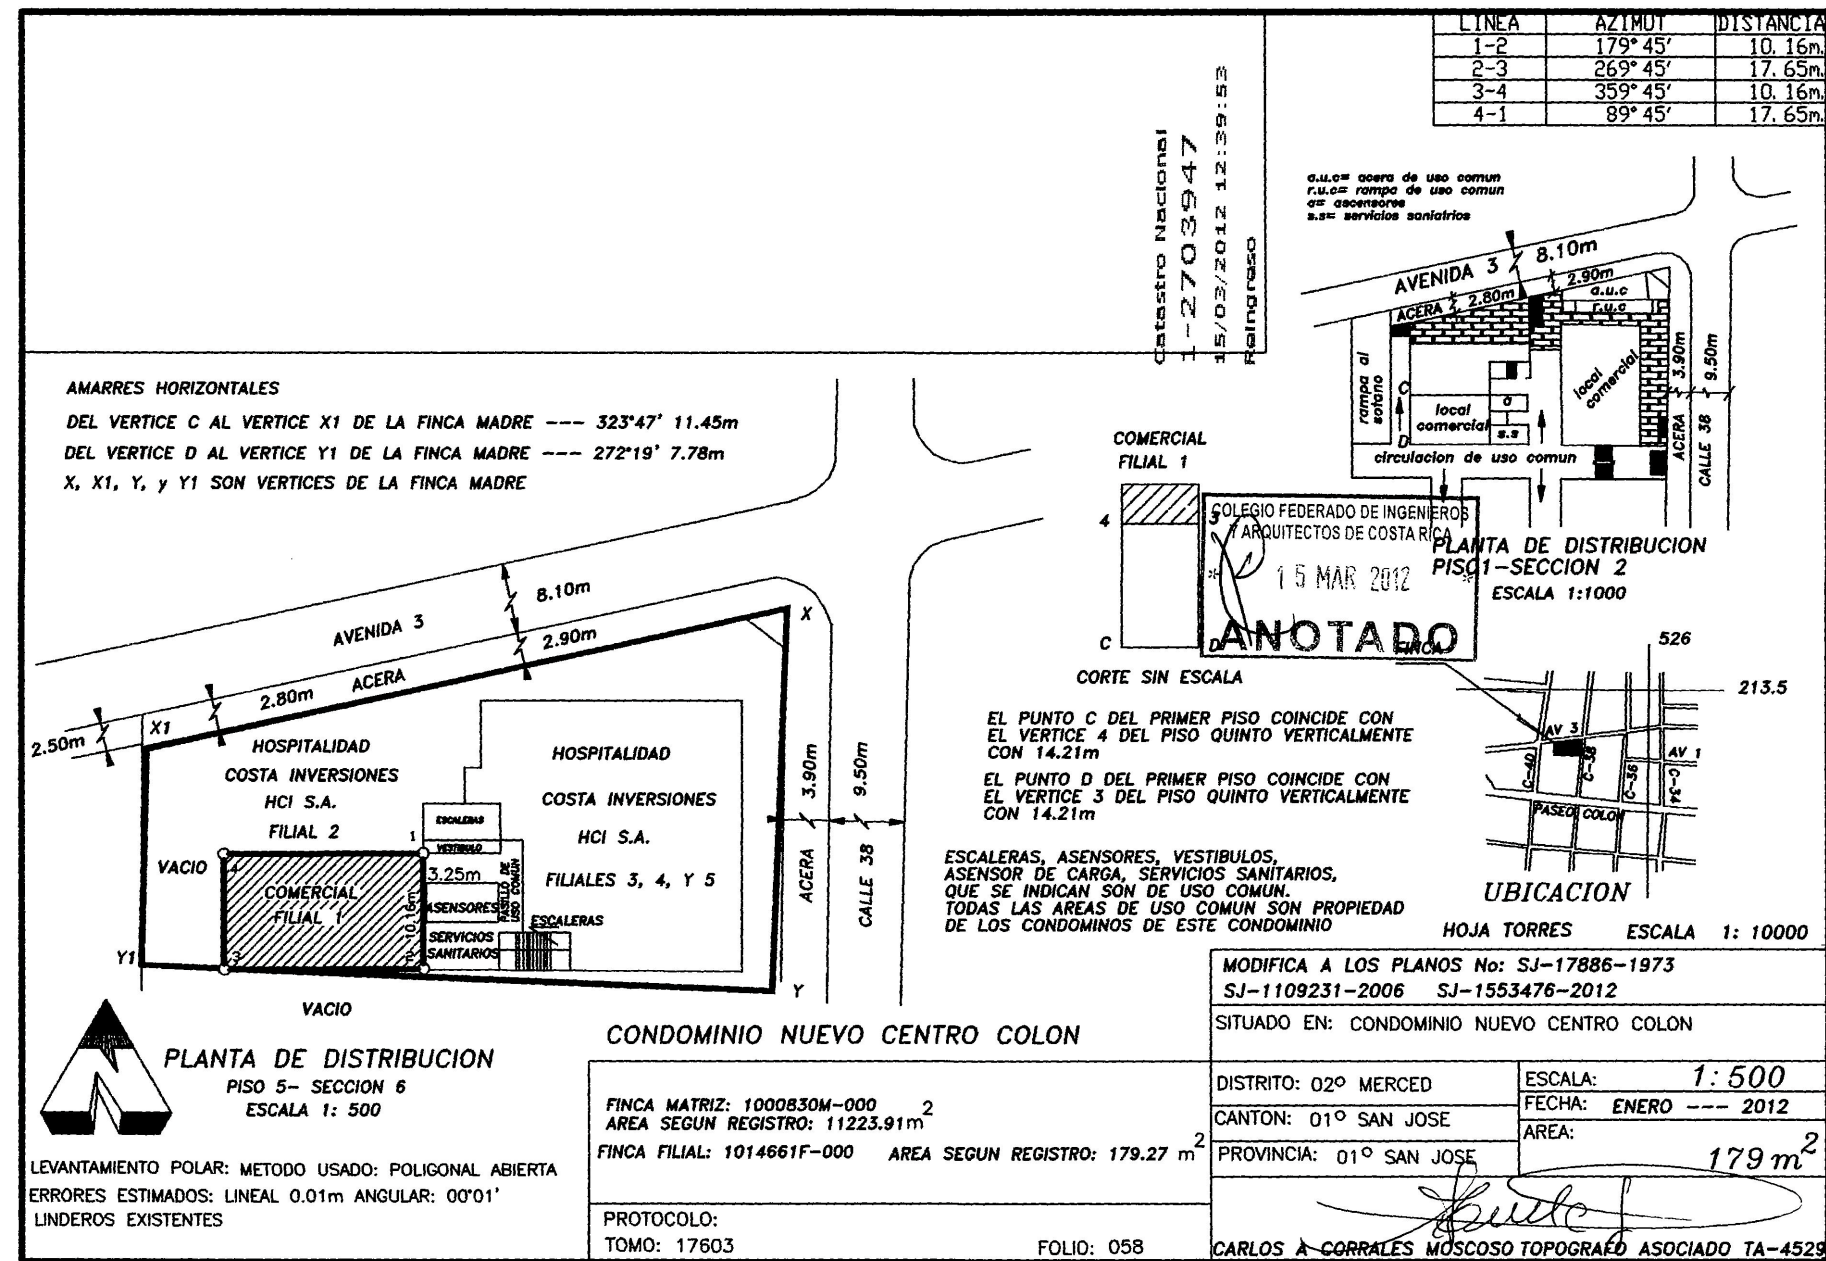 LINEA AZIMUT DISTANCIA
1-2 179°45' 10.16m.
2-3 269°45' 17.65m.
3-4 359°45' 10.16m.
4-1 89°45' 17.65m.
Catastro Nacional
1-2703947
15/03/2012 12:39:53
ReIngreso
a.u.c= acera de uso comun
r.u.c= rampa de uso comun
a= ascensores
s.s= servicios saniatrios
AVENIDA 3
8.10m
2.90m
ACERA
2.80m
a.u.c
r.u.c
rampa al
sotano
C
D
local
comercial
a
s.s
local
comercial
circulacion de uso comun
3.90m
9.50m
ACERA
CALLE 38
PLANTA DE DISTRIBUCION
PISO1-SECCION 2
ESCALA 1:1000
AMARRES HORIZONTALES
DEL VERTICE C AL VERTICE X1 DE LA FINCA MADRE --- 323°47' 11.45m
DEL VERTICE D AL VERTICE Y1 DE LA FINCA MADRE --- 272°19' 7.78m
X, X1, Y, y Y1 SON VERTICES DE LA FINCA MADRE
COMERCIAL
FILIAL 1
4
3
C
D
CORTE SIN ESCALA
COLEGIO FEDERADO DE INGENIEROS
Y ARQUITECTOS DE COSTA RICA
* 15 MAR 2012 *
ANOTADO
FINCA
526
213.5
AV 3
AV 1
C-40
C-38
C-36
C-34
PASEO COLON
UBICACION
HOJA TORRES ESCALA 1: 10000
8.10m
AVENIDA 3
2.90m
ACERA
2.80m
2.50m
X1
X
Y1
Y
HOSPITALIDAD
COSTA INVERSIONES
HCI S.A.
FILIAL 2
HOSPITALIDAD
COSTA INVERSIONES
HCI S.A.
FILIALES 3, 4, Y 5
ESCALERAS
VESTIBULO
1
VACIO
4
COMERCIAL
FILIAL 1
3
2
10.16m
3.25m
ASENSORES
PASILLO DE
USO COMUN
ESCALERAS
SERVICIOS
SANITARIOS
VACIO
3.90m
9.50m
ACERA
CALLE 38
EL PUNTO C DEL PRIMER PISO COINCIDE CON
EL VERTICE 4 DEL PISO QUINTO VERTICALMENTE
CON 14.21m
EL PUNTO D DEL PRIMER PISO COINCIDE CON
EL VERTICE 3 DEL PISO QUINTO VERTICALMENTE
CON 14.21m
ESCALERAS, ASENSORES, VESTIBULOS,
ASENSOR DE CARGA, SERVICIOS SANITARIOS,
QUE SE INDICAN SON DE USO COMUN.
TODAS LAS AREAS DE USO COMUN SON PROPIEDAD
DE LOS CONDOMINOS DE ESTE CONDOMINIO
N
PLANTA DE DISTRIBUCION
PISO 5- SECCION 6
ESCALA 1: 500
LEVANTAMIENTO POLAR: METODO USADO: POLIGONAL ABIERTA
ERRORES ESTIMADOS: LINEAL 0.01m ANGULAR: 00°01'
LINDEROS EXISTENTES
CONDOMINIO NUEVO CENTRO COLON
FINCA MATRIZ: 1000830M-000
AREA SEGUN REGISTRO: 11223.91m2
FINCA FILIAL: 1014661F-000 AREA SEGUN REGISTRO: 179.27 m2
PROTOCOLO:
TOMO: 17603 FOLIO: 058
MODIFICA A LOS PLANOS No: SJ-17886-1973
SJ-1109231-2006 SJ-1553476-2012
SITUADO EN: CONDOMINIO NUEVO CENTRO COLON
DISTRITO: 02º MERCED
CANTON: 01º SAN JOSE
PROVINCIA: 01º SAN JOSE
ESCALA: 1:500
FECHA: ENERO --- 2012
AREA: 179 m2
CARLOS A CORRALES MOSCOSO TOPOGRAFO ASOCIADO TA-4529